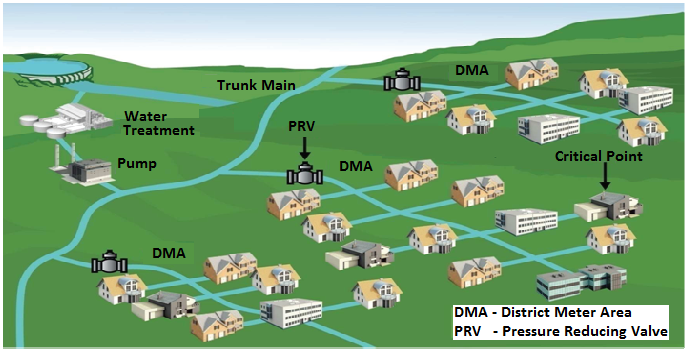 DMA
Trunk Main
Water
Treatment
PRV
Pump
DMA
Critical Point
DMA
DMA - District Meter Area
PRV - Pressure Reducing Valve